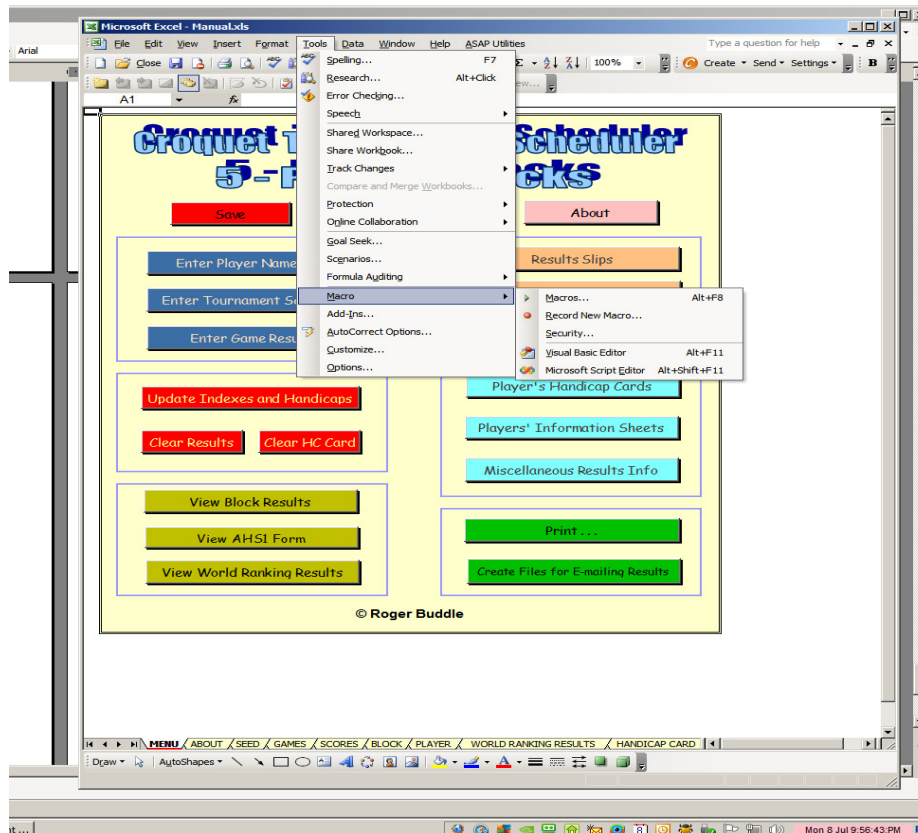 Microsoft Excel - Manual.xls
File Edit View Insert Format Tools Data Window Help ASAP Utilities Type a question for help
Arial
Close 100% Create Send Settings B
A1 fx
Spelling... F7
Research... Alt+Click
Error Checking...
Speech
Shared Workspace...
Share Workbook...
Track Changes
Compare and Merge Workbooks...
Protection
Online Collaboration
Goal Seek...
Scenarios...
Formula Auditing
Macro
Add-Ins...
AutoCorrect Options...
Customize...
Options...
Macros... Alt+F8
Record New Macro...
Security...
Visual Basic Editor Alt+F11
Microsoft Script Editor Alt+Shift+F11
Croquet Scheduler
5 -
Save
About
Enter Player Name
Results Slips
Enter Tournament
Enter Game
Update Indexes and Handicaps
Player's Handicap Cards
Clear Results Clear HC Card
Players' Information Sheets
Miscellaneous Results Info
View Block Results
View AHS1 Form
View World Ranking Results
Print ...
Create Files for E-mailing Results
© Roger Buddle
MENU ABOUT SEED GAMES SCORES BLOCK PLAYER WORLD RANKING RESULTS HANDICAP CARD
Draw AutoShapes
Mon 8 Jul 9:56:43 PM